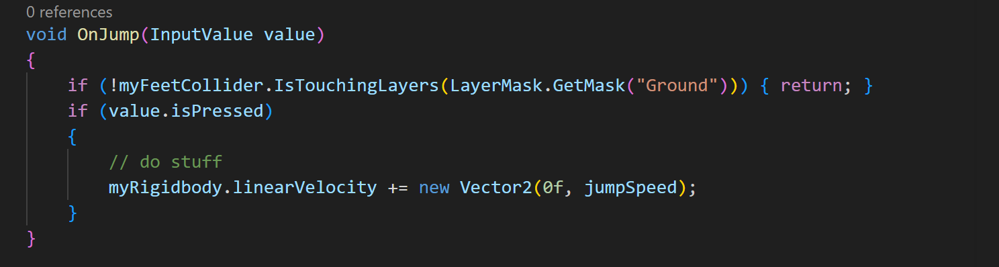 0 references
void OnJump(InputValue value)
{
    if (!myFeetCollider.IsTouchingLayers(LayerMask.GetMask("Ground"))) { return; }
    if (value.isPressed)
    {
        // do stuff
        myRigidbody.linearVelocity += new Vector2(0f, jumpSpeed);
    }
}